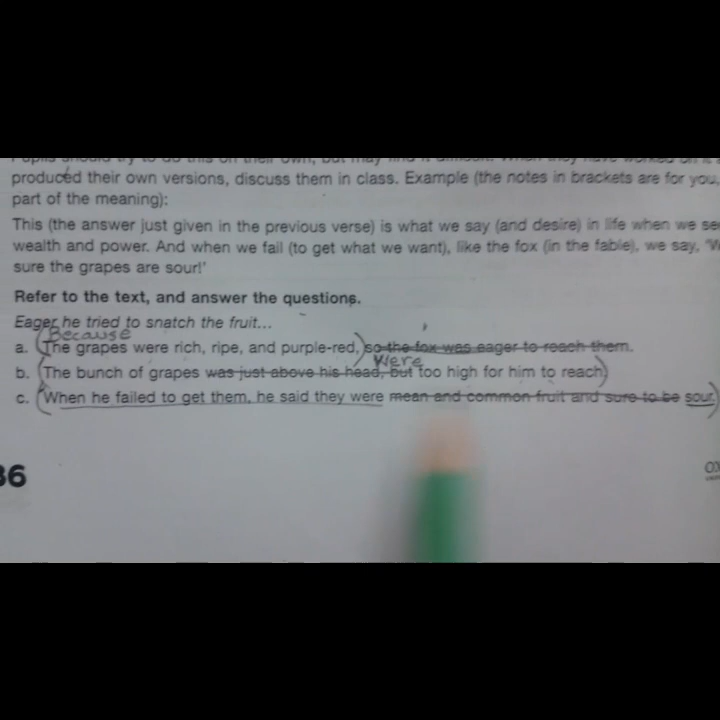 produced their own versions, discuss them in class. Example (the notes in brackets are for you,
part of the meaning):
This (the answer just given in the previous verse) is what we say (and desire) in life when we see
wealth and power. And when we fail (to get what we want), like the fox (in the fable), we say,
sure the grapes are sour!'
Refer to the text, and answer the questions.
Eager he tried to snatch the fruit...
Because
a. The grapes were rich, ripe, and purple-red, so the fox was eager to reach them.
Were
b. The bunch of grapes was just above his head, but too high for him to reach
c. When he failed to get them, he said they were mean and common fruit and sure to be sour.
36